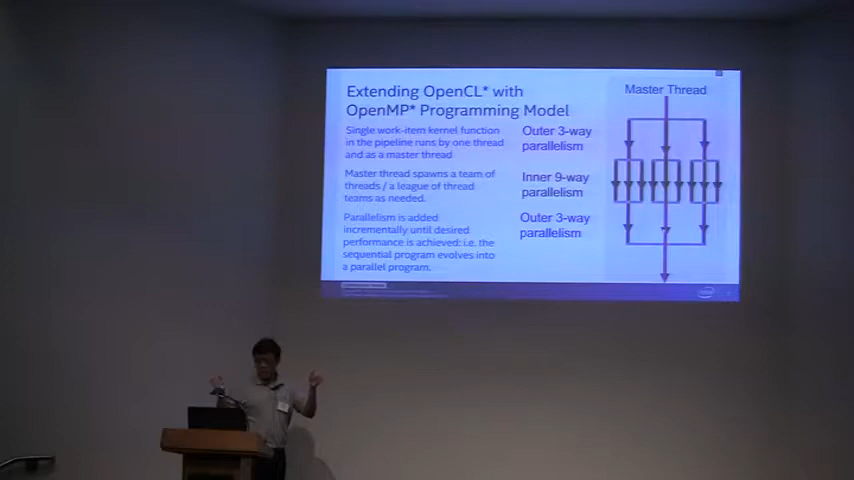 Extending OpenCL* with
OpenMP* Programming Model
Single work-item kernel function
in the pipeline runs by one thread
and as a master thread
Master thread spawns a team of
threads / a league of thread
teams as needed.
Parallelism is added
incrementally until desired
performance is achieved: i.e. the
sequential program evolves into
a parallel program.
Outer 3-way
parallelism
Inner 9-way
parallelism
Outer 3-way
parallelism
Master Thread
intel